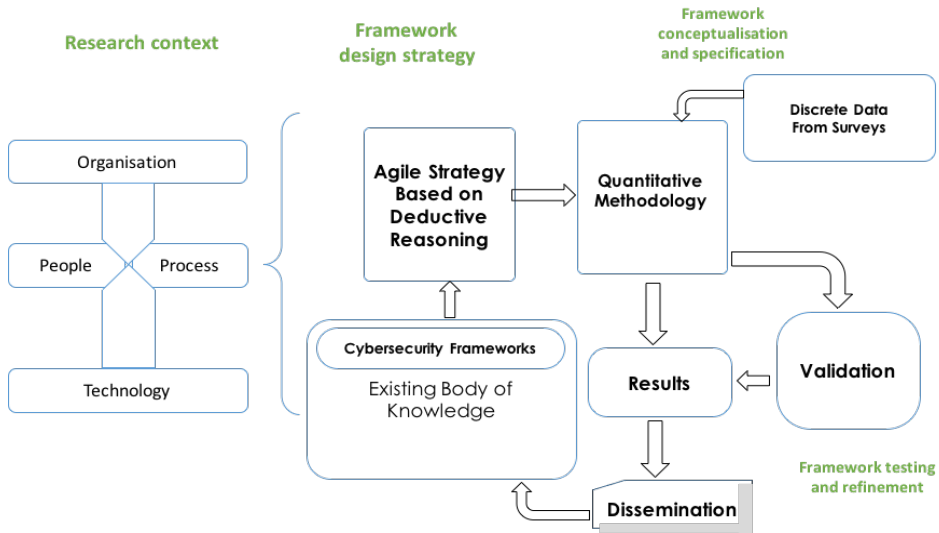 Research context
Framework
design strategy
Framework
conceptualisation
and specification
Organisation
People
Process
Technology
Agile Strategy
Based on
Deductive
Reasoning
Quantitative
Methodology
Discrete Data
From Surveys
Cybersecurity Frameworks
Existing Body of
Knowledge
Results
Validation
Dissemination
Framework testing
and refinement